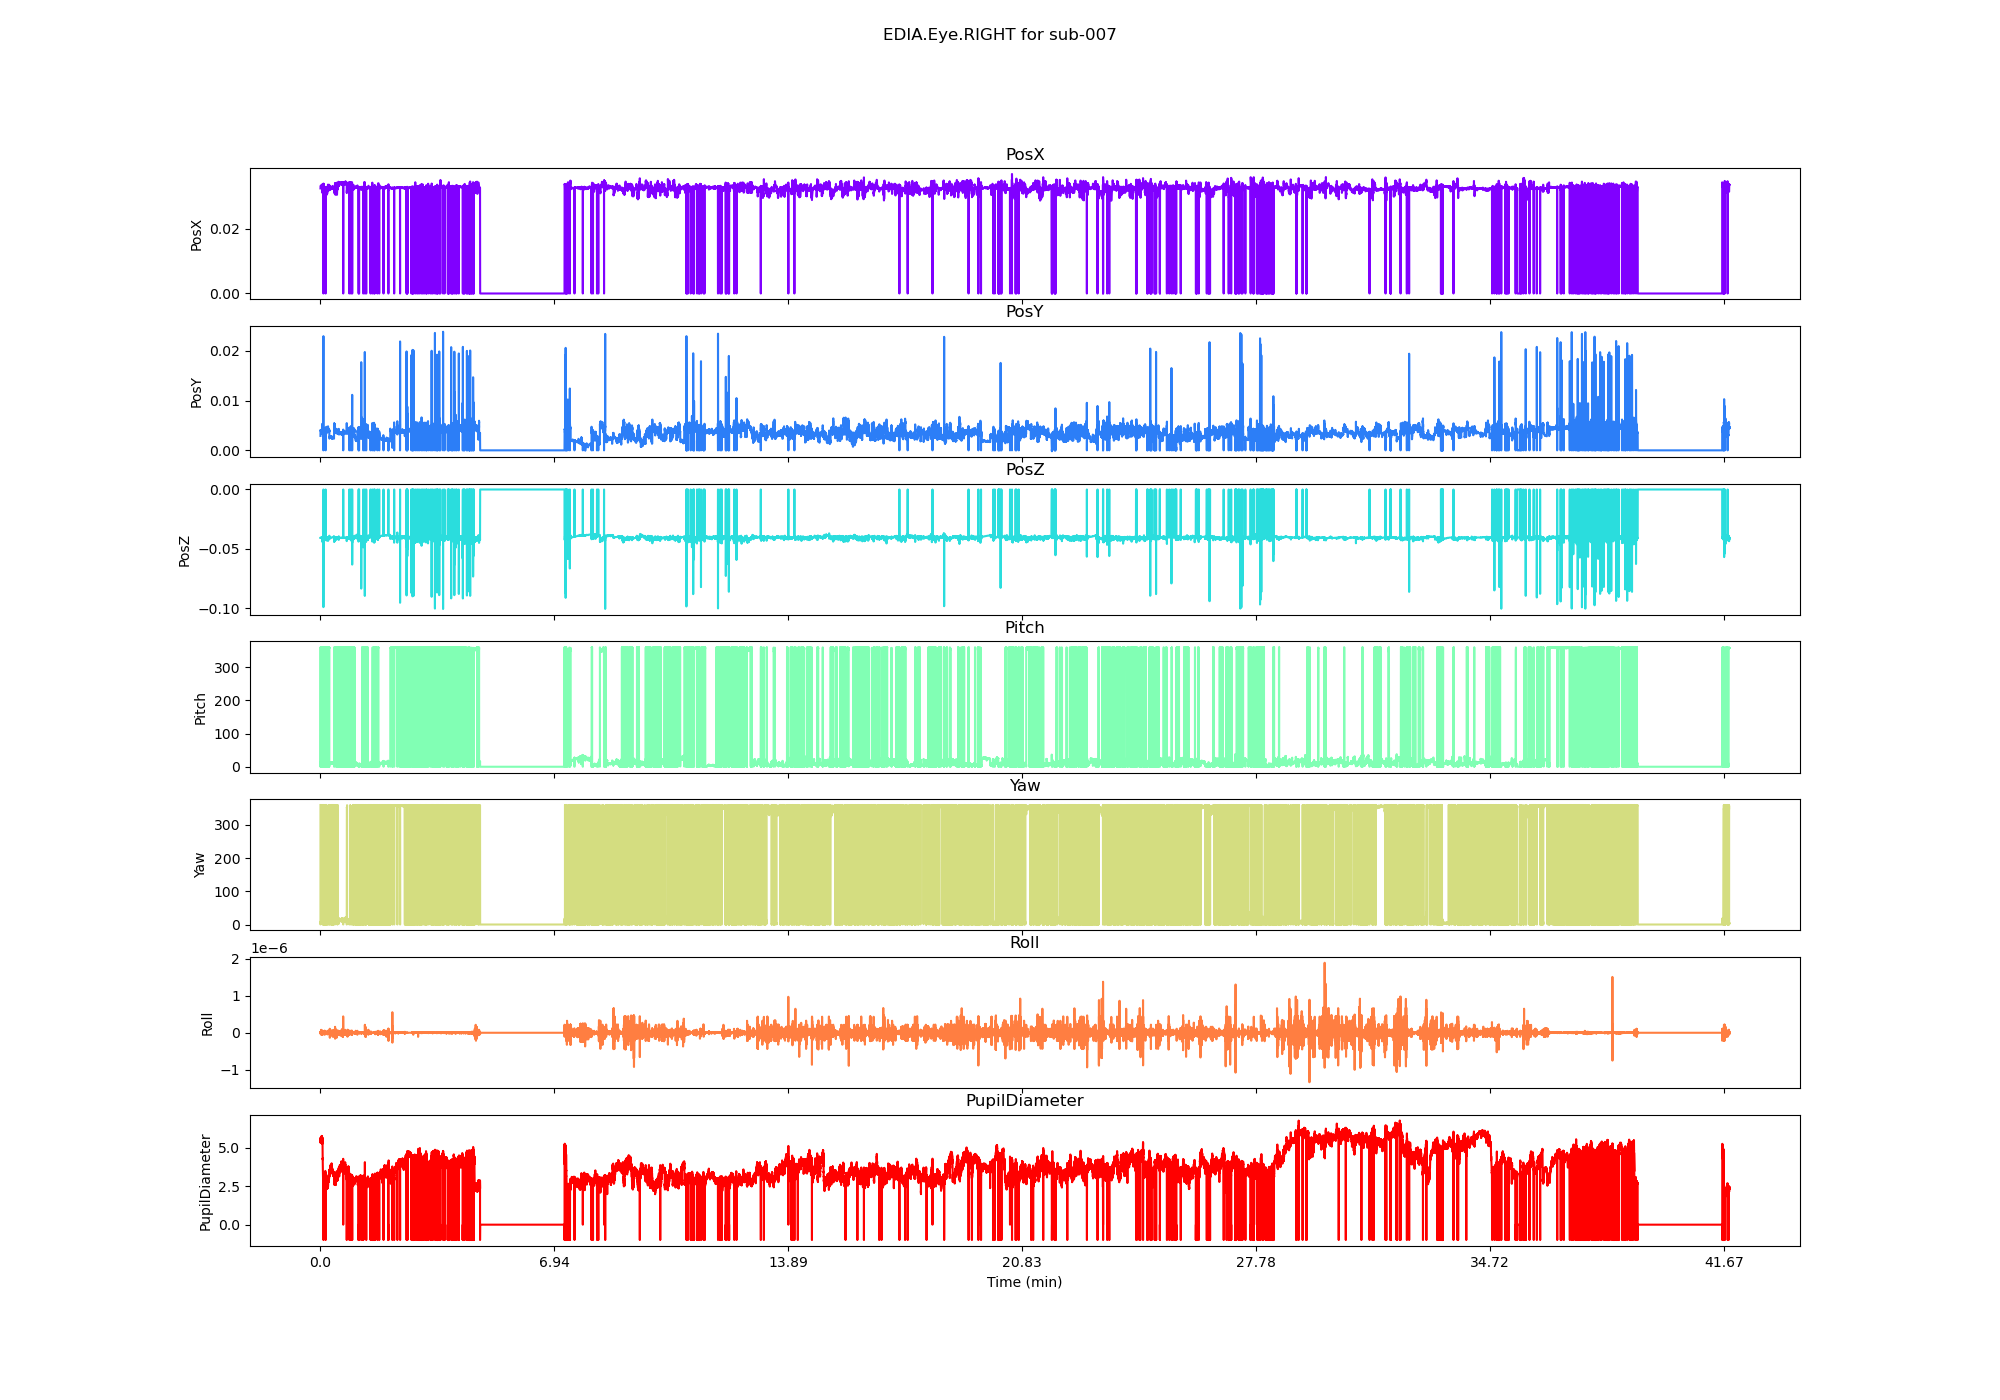 EDIA.Eye.RIGHT for sub-007
PosX
PosX
0.02
0.00
PosY
PosY
0.02
0.01
0.00
PosZ
PosZ
0.00
−0.05
−0.10
Pitch
Pitch
300
200
100
0
Yaw
Yaw
300
200
100
0
1e−6
Roll
Roll
2
1
0
−1
PupilDiameter
PupilDiameter
5.0
2.5
0.0
0.0 6.94 13.89 20.83 27.78 34.72 41.67
Time (min)